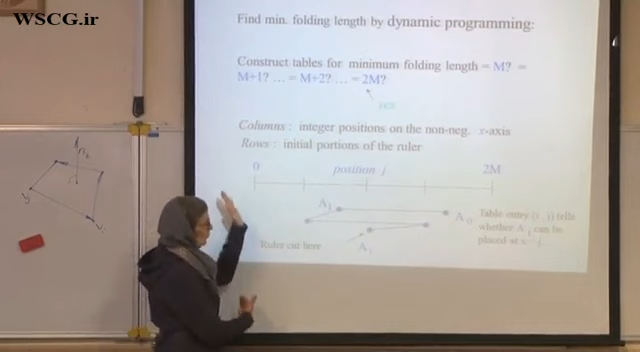 WSCG.ir
Find min. folding length by dynamic programming:
Construct tables for minimum folding length = M? =
M+1? ... = M+2? ... = 2M?
yes
Columns : integer positions on the non-neg. x-axis
Rows : initial portions of the ruler
0 position j 2M
A1 A0 Table entry (i, j) tells
whether Ai can be
Ruler cut here Ai placed at x = j